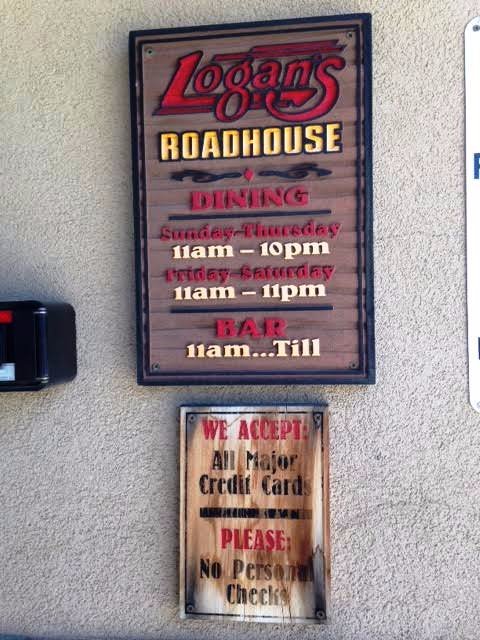 Logan's
ROADHOUSE
DINING
Sunday-Thursday
11am – 10pm
Friday-Saturday
11am – 11pm
BAR
11am...Till
WE ACCEPT:
All Major
Credit Cards
PLEASE:
No Personal
Checks